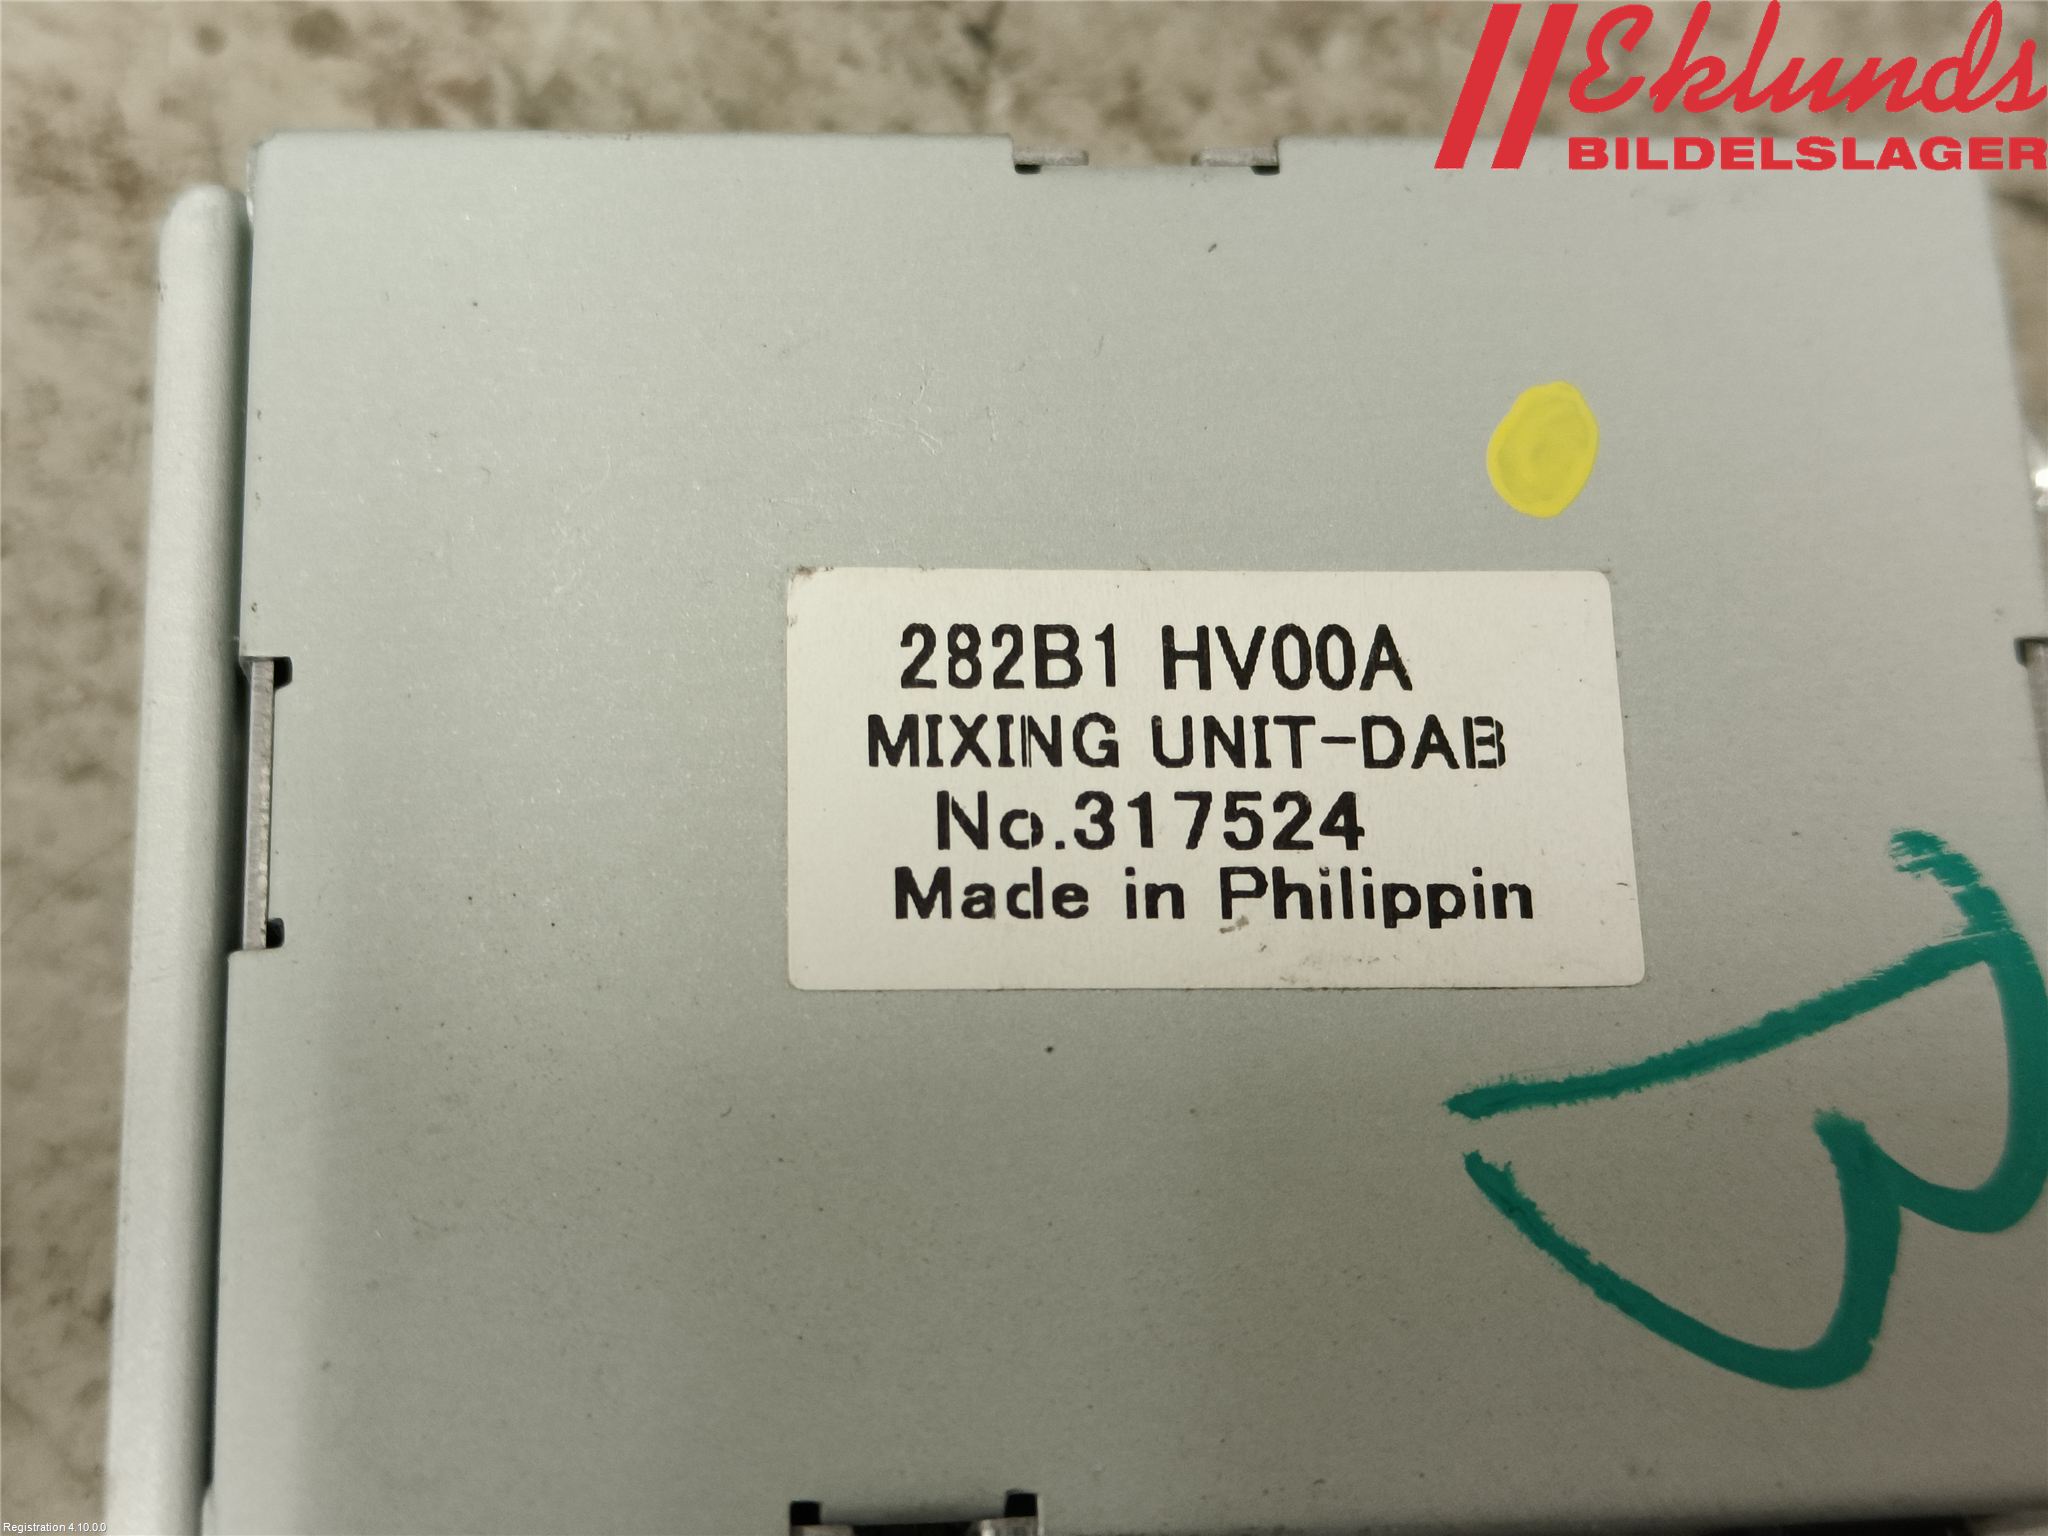 Eklunds
BILDELSLAGER
282B1 HV00A
MIXING UNIT-DAB
No.317524
Made in Philippin
B
Registration 4.10.0.0